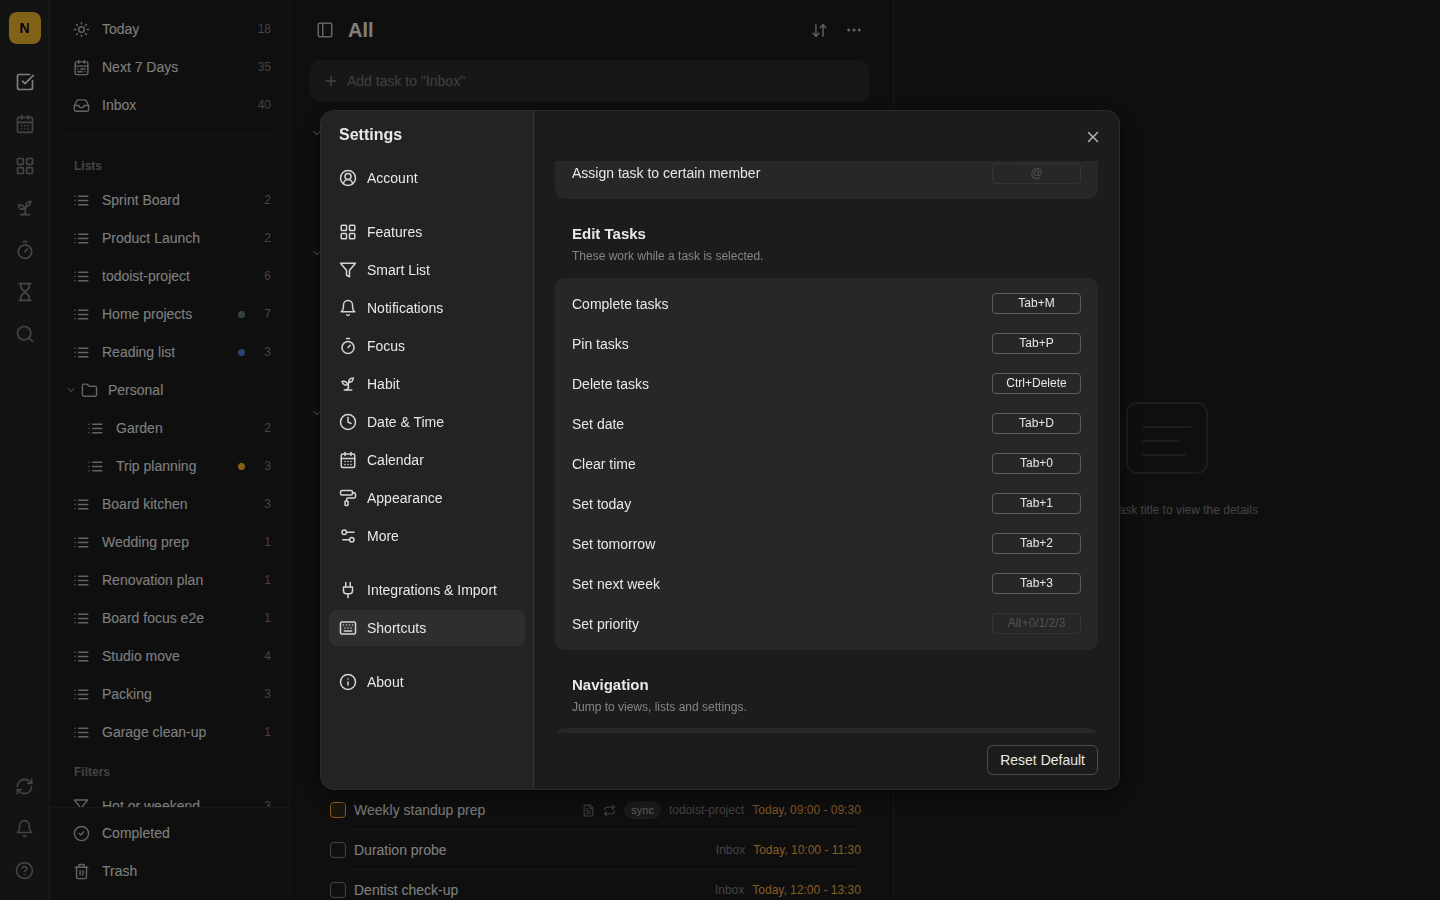 N
Today 18
Next 7 Days 35
Inbox 40
Lists
Sprint Board 2
Product Launch 2
todoist-project 6
Home projects 7
Reading list 3
Personal
Garden 2
Trip planning 3
Board kitchen 3
Wedding prep 1
Renovation plan 1
Board focus e2e 1
Studio move 4
Packing 3
Garage clean-up 1
Filters
Hot or weekend 3
Completed
Trash
All
Add task to "Inbox"
Settings
Account
Features
Smart List
Notifications
Focus
Habit
Date & Time
Calendar
Appearance
More
Integrations & Import
Shortcuts
About
Assign task to certain member @
Edit Tasks
These work while a task is selected.
Complete tasks Tab+M
Pin tasks Tab+P
Delete tasks Ctrl+Delete
Set date Tab+D
Clear time Tab+0
Set today Tab+1
Set tomorrow Tab+2
Set next week Tab+3
Set priority Alt+0/1/2/3
Navigation
Jump to views, lists and settings.
Reset Default
Weekly standup prep sync todoist-project Today, 09:00 - 09:30
Duration probe Inbox Today, 10:00 - 11:30
Dentist check-up Inbox Today, 12:00 - 13:30
title to view the details